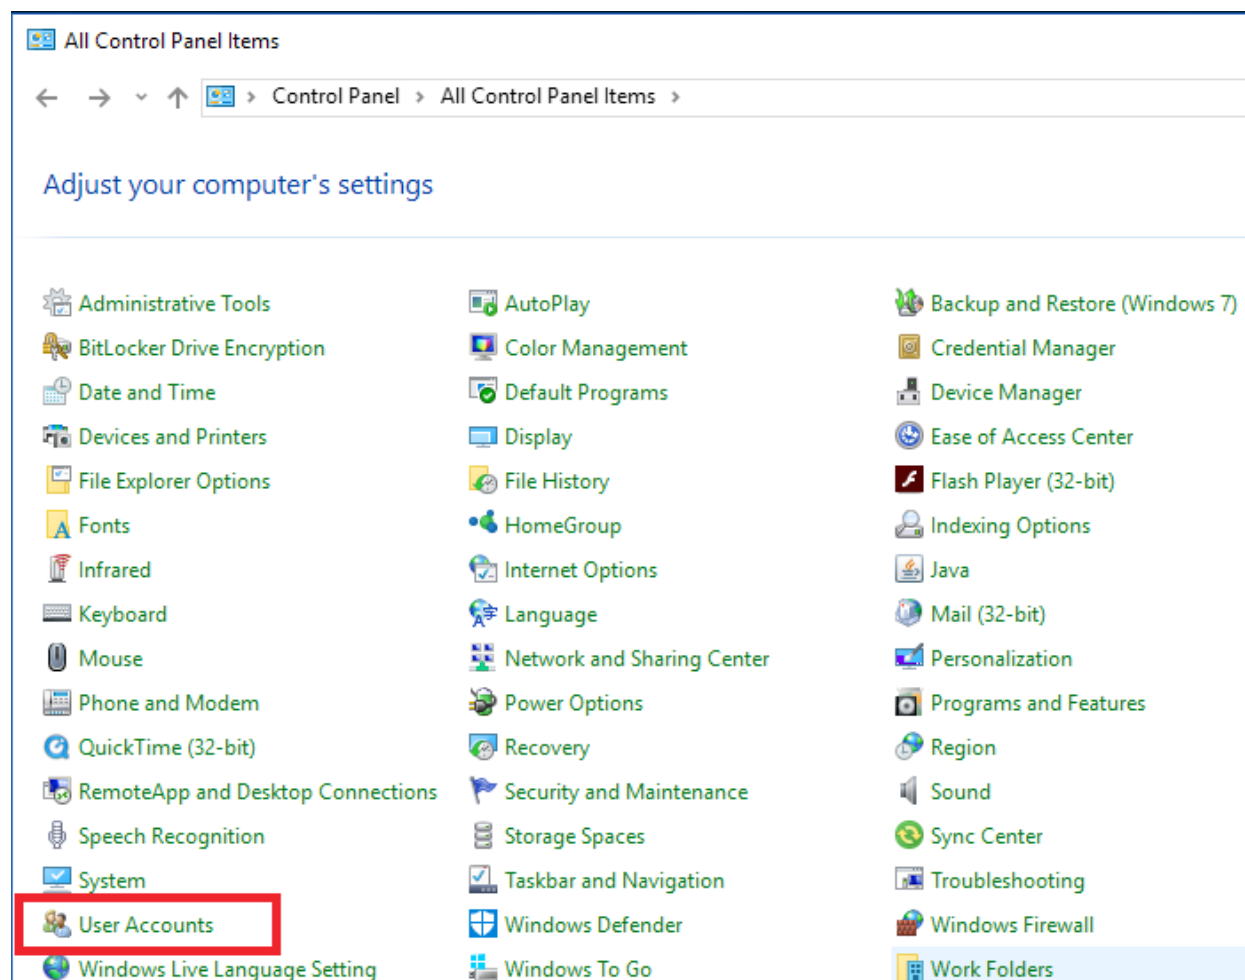 All Control Panel Items
Control Panel > All Control Panel Items >
Adjust your computer's settings
Administrative Tools
AutoPlay
Backup and Restore (Windows 7)
BitLocker Drive Encryption
Color Management
Credential Manager
Date and Time
Default Programs
Device Manager
Devices and Printers
Display
Ease of Access Center
File Explorer Options
File History
Flash Player (32-bit)
Fonts
HomeGroup
Indexing Options
Infrared
Internet Options
Java
Keyboard
Language
Mail (32-bit)
Mouse
Network and Sharing Center
Personalization
Phone and Modem
Power Options
Programs and Features
QuickTime (32-bit)
Recovery
Region
RemoteApp and Desktop Connections
Security and Maintenance
Sound
Speech Recognition
Storage Spaces
Sync Center
System
Taskbar and Navigation
Troubleshooting
User Accounts
Windows Defender
Windows Firewall
Windows Live Language Setting
Windows To Go
Work Folders